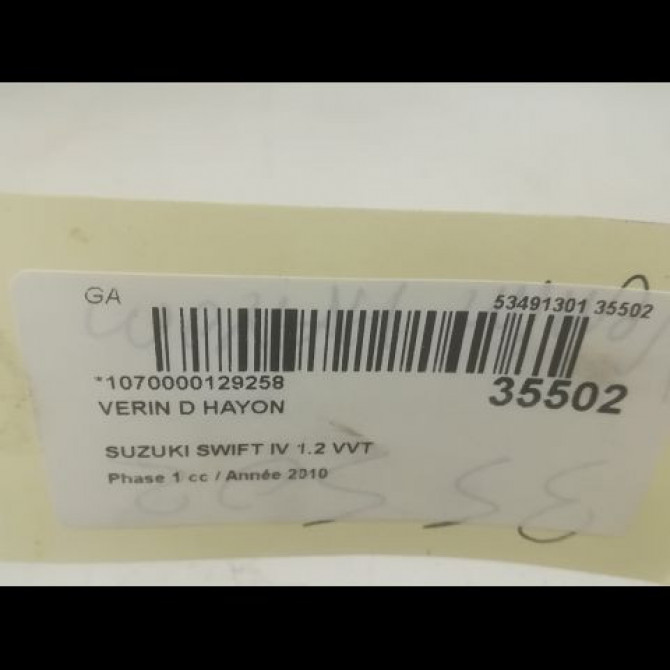 GA
53491301 35502
*1070000129258
35502
VERIN D HAYON
SUZUKI SWIFT IV 1.2 VVT
Phase 1 cc / Année 2010